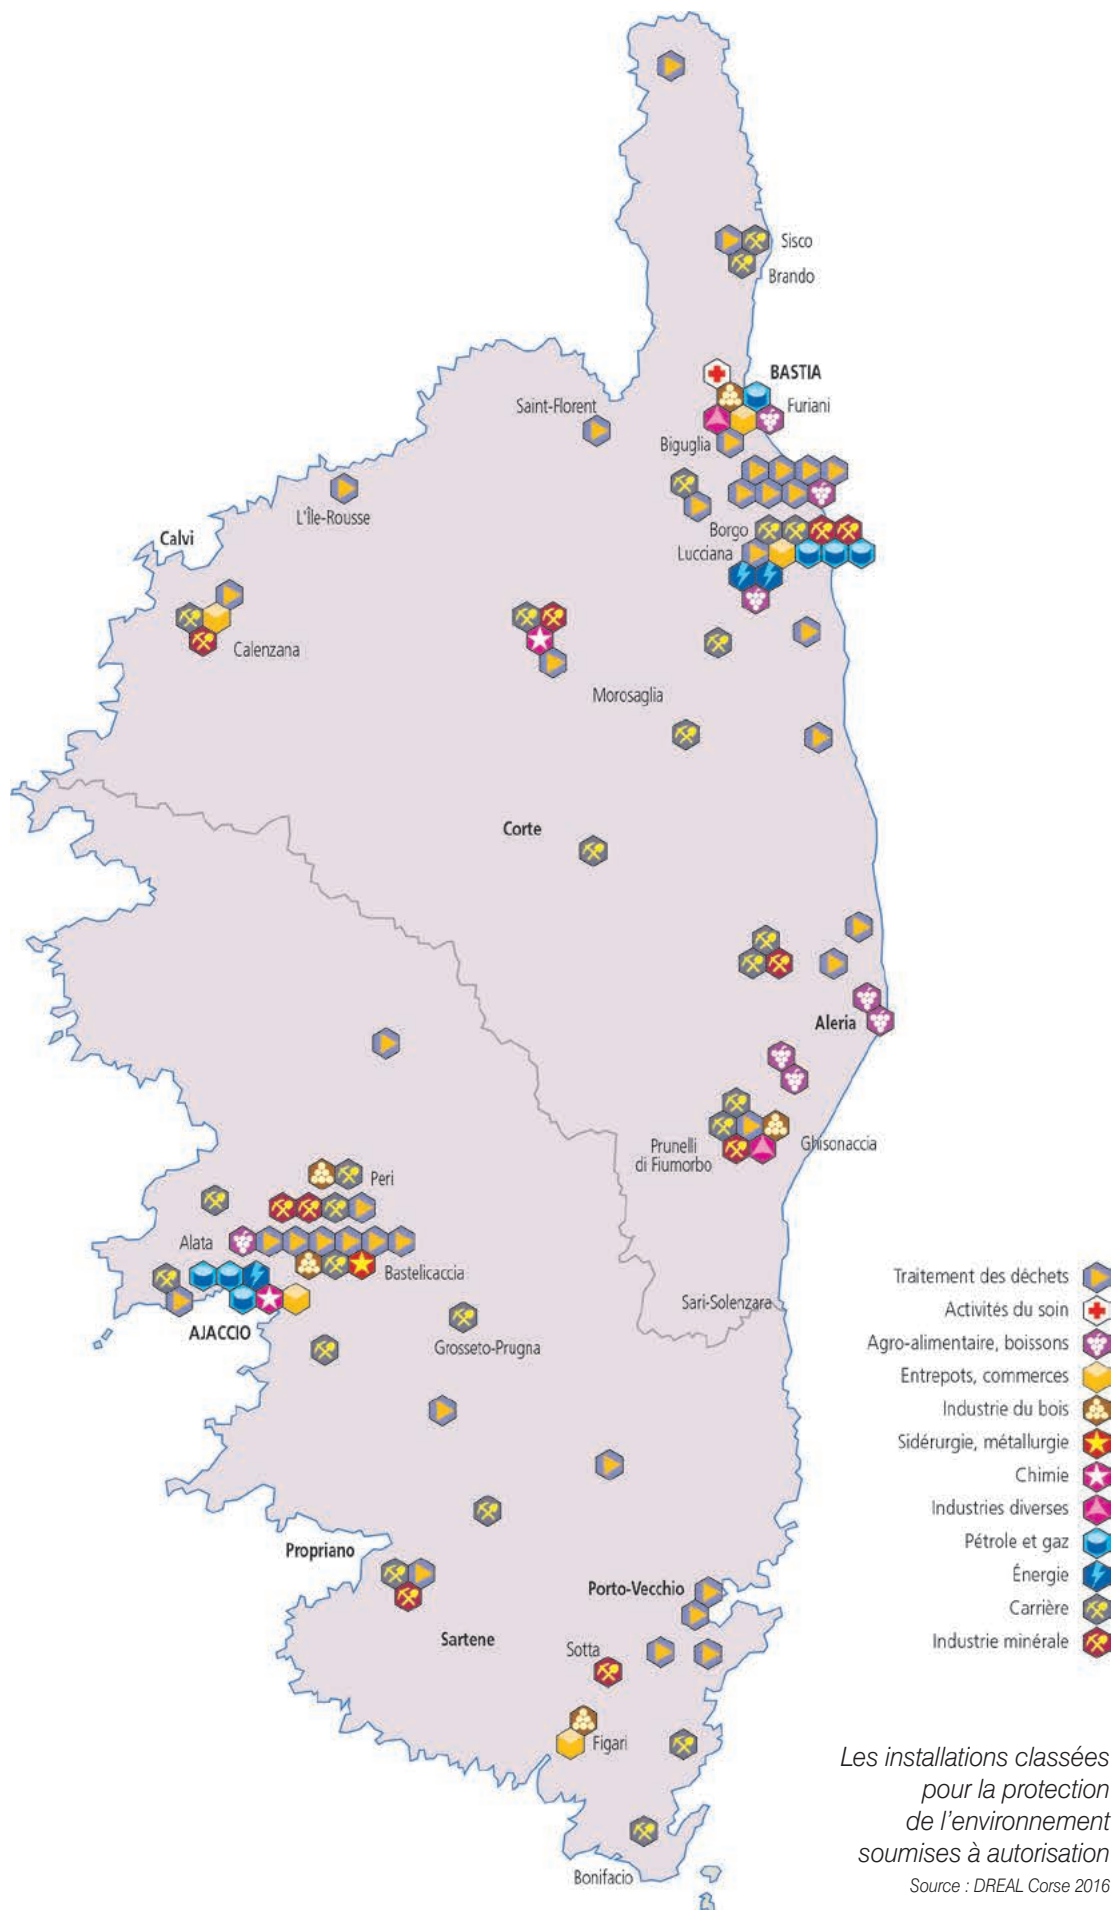 Sisco
Brando
BASTIA
Saint-Florent
Furiani
Biguglia
L'Île-Rousse
Borgo
Calvi
Lucciana
Calenzana
Morosaglia
Corte
Aleria
Prunelli
di Fiumorbo
Ghisonaccia
Peri
Alata
Bastelicaccia
Sari-Solenzara
AJACCIO
Grosseto-Prugna
Propriano
Porto-Vecchio
Sartene
Sotta
Figari
Bonifacio
Traitement des déchets
Activités du soin
Agro-alimentaire, boissons
Entrepots, commerces
Industrie du bois
Sidérurgie, métallurgie
Chimie
Industries diverses
Pétrole et gaz
Énergie
Carrière
Industrie minérale
Les installations classées
pour la protection
de l'environnement
soumises à autorisation
Source : DREAL Corse 2016